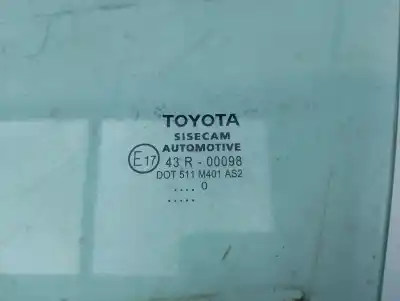 TOYOTA
SISECAM
AUTOMOTIVE
E17 43 R - 00098
DOT 511 M401 AS2
.... 0
.....